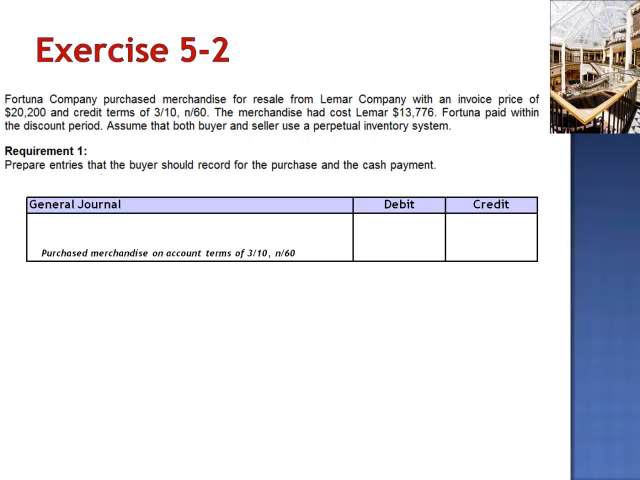 Exercise 5-2
Fortuna Company purchased merchandise for resale from Lemar Company with an invoice price of
$20,200 and credit terms of 3/10, n/60. The merchandise had cost Lemar $13,776. Fortuna paid within
the discount period. Assume that both buyer and seller use a perpetual inventory system.
Requirement 1:
Prepare entries that the buyer should record for the purchase and the cash payment.
General Journal Debit Credit
Purchased merchandise on account terms of 3/10, n/60